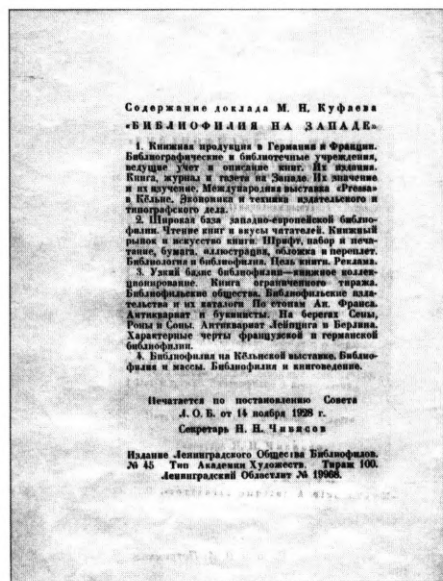 Содержание доклада М. Н. Куфаева
«БИБЛИОФИЛИЯ НА ЗАПАДЕ»
1. Книжная продукция в Германии и Франции.
Библиографические и библиотечные учреждения,
ведущие учет и описание книг. Их издания.
Книга, журнал и газета на Западе. Их значение
и их изучение. Международная выставка «Pressa»
в Кёльне. Экономика и техника издательского и
типографского дела.
2. Широкая база западно-европейской библио-
филии. Чтение книг и вкусы читателей. Книжный
рынок и искусство книги. Шрифт, набор и печа-
тание, бумага, иллюстрация, обложка и переплет.
Библиология и библиофилия. Цель книги. Реклама.
3. Узкий базис библиофилии—книжное коллек-
ционирование. Книга ограниченного тиража.
Библиофильские общества. Библиофильские изда-
тельства и их каталоги. По стопам Ан. Франса.
Антиквариат и букинисты. На берегах Сены,
Роны и Соны. Антиквариат Лейпцига и Берлина.
Характерные черты французской и германской
библиофилии.
4. Библиофилия на Кёльнской выставке. Библио-
филия и массы. Библиофилия и книговедение.
Печатается по постановлению Совета
Л. О. Б. от 14 ноября 1928 г.
Секретарь Н. Н. Чибисов
Издание Ленинградского Общества Библиофилов.
№ 45 Тип Академии Художеств. Тираж 100.
Ленинградский Областлит № 19968.